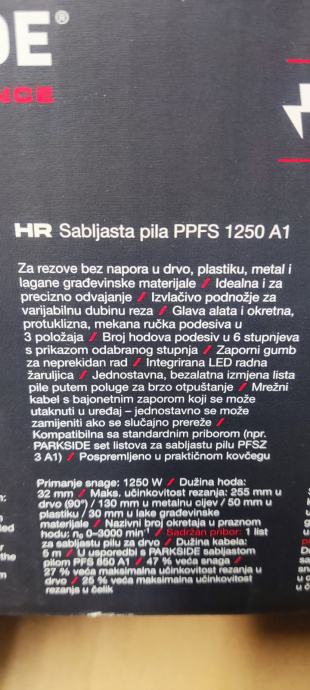 DE®
NCE
HR Sabljasta pila PPFS 1250 A1
Za rezove bez napora u drvo, plastiku, metal i
lagane građevinske materijale / Idealna i za
precizno odvajanje / Izvlačivo podnožje za
varijabilnu dubinu reza / Glava alata i okretna,
protuklizna, mekana ručka podesiva u
3 položaja / Broj hodova podesiv u 6 stupnjeva
s prikazom odabranog stupnja / Zaporni gumb
za neprekidan rad / Integrirana LED radna
žaruljica / Jednostavna, bezalatna izmjena lista
pile putem poluge za brzo otpuštanje / Mrežni
kabel s bajonetnim zaporom koji se može
utaknuti u uređaj – jednostavno se može
zamijeniti ako se slučajno prereže /
Kompatibilna sa standardnim priborom (npr.
PARKSIDE set listova za sabljastu pilu PFSZ
3 A1) / Pospremljeno u praktičnom kovčegu
Primanje snage: 1250 W / Dužina hoda:
32 mm / Maks. učinkovitost rezanja: 255 mm u
drvo (90°) / 130 mm u metalnu cijev / 50 mm u
plastiku / 30 mm u lake građevinske
materijale / Nazivni broj okretaja u praznom
hodu: n₀ 0–3000 min⁻¹ / Sadržan pribor: 1 list
za sabljastu pilu za drvo / Dužina kabela:
5 m / U usporedbi s PARKSIDE sabljastom
pilom PFS 850 A1 / 47 % veća snaga /
27 % veća maksimalna učinkovitost rezanja u
drvo / 25 % veća maksimalna učinkovitost
rezanja u čelik